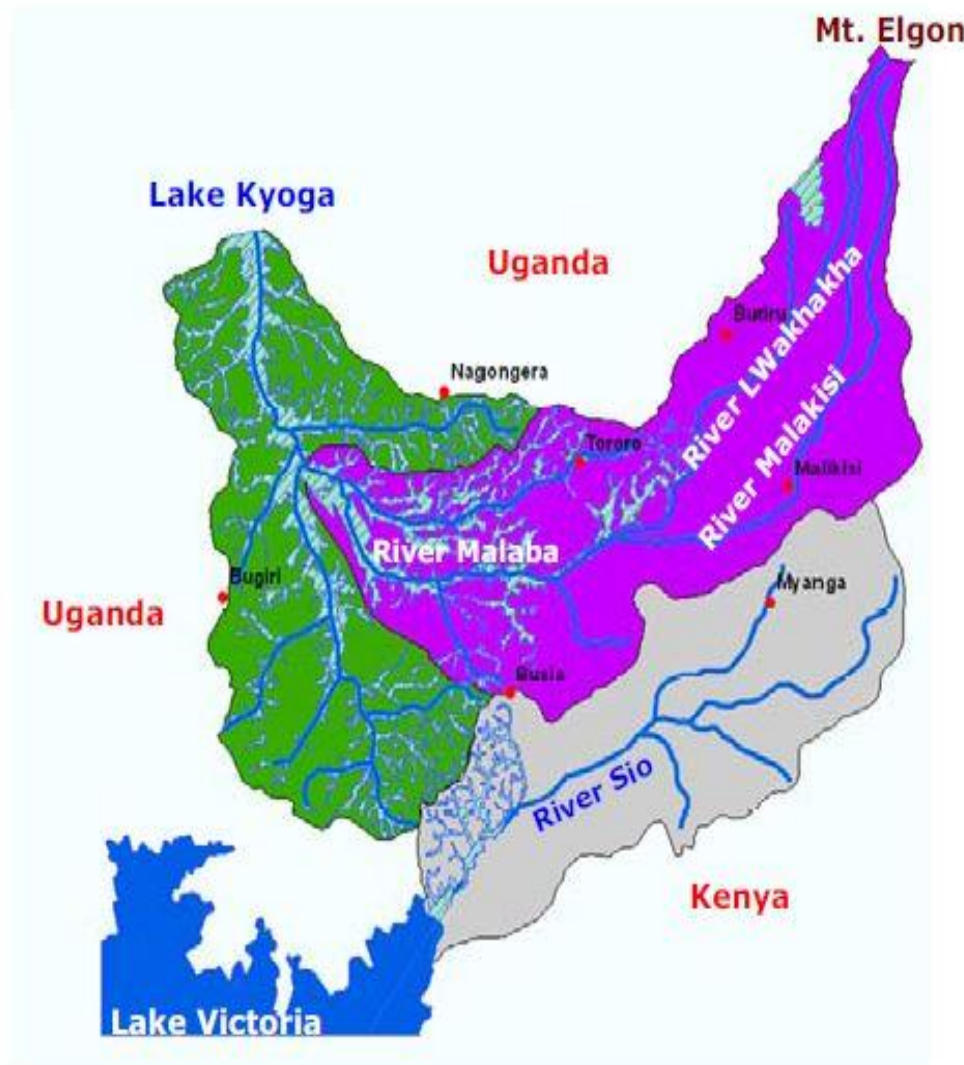 Mt. Elgon
Lake Kyoga
Uganda
Butiru
Nagongera
River LWakhakha
Tororo
River Malakisi
Malikisi
River Malaba
Bugiri
Myanga
Uganda
Busia
River Sio
Kenya
Lake Victoria